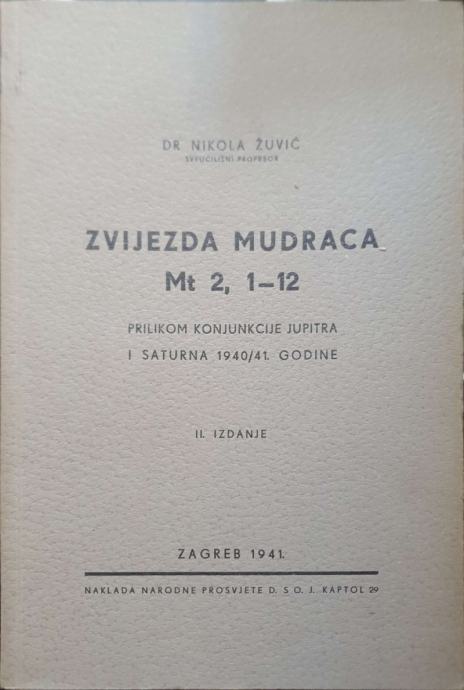 DR NIKOLA ŽUVIĆ
SVEUČILIŠNI PROFESOR
ZVIJEZDA MUDRACA
Mt 2, 1–12
PRILIKOM KONJUNKCIJE JUPITRA
I SATURNA 1940/41. GODINE
II. IZDANJE
ZAGREB 1941.
NAKLADA NARODNE PROSVJETE D. S O. J. KAPTOL 29